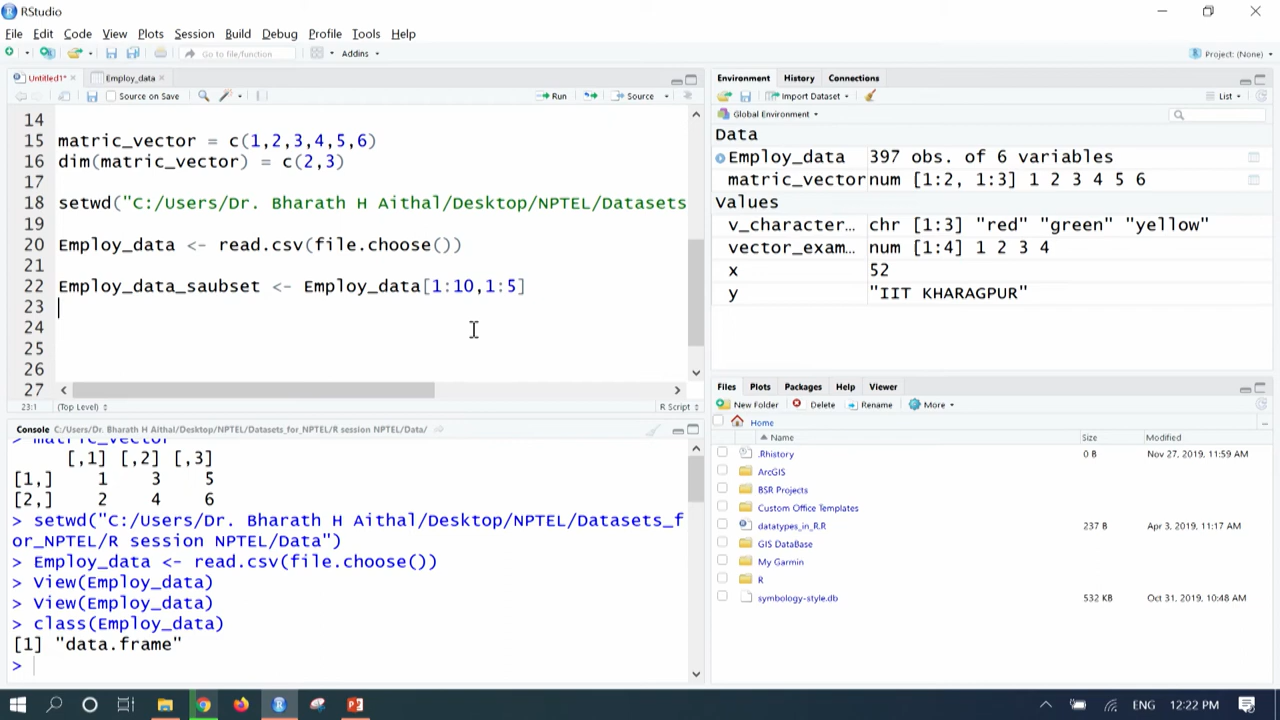 RStudio
File Edit Code View Plots Session Build Debug Profile Tools Help
Go to file/function Addins Project: (None)
Untitled1* Employ_data
Source on Save Run Source
14
15 matric_vector = c(1,2,3,4,5,6)
16 dim(matric_vector) = c(2,3)
17
18 setwd("C:/Users/Dr. Bharath H Aithal/Desktop/NPTEL/Datasets
19
20 Employ_data <- read.csv(file.choose())
21
22 Employ_data_saubset <- Employ_data[1:10,1:5]
23
24
25
26
27
23:1 (Top Level) R Script
Console C:/Users/Dr. Bharath H Aithal/Desktop/NPTEL/Datasets_for_NPTEL/R session NPTEL/Data/
> matric_vector
[,1] [,2] [,3]
[1,] 1 3 5
[2,] 2 4 6
> setwd("C:/Users/Dr. Bharath H Aithal/Desktop/NPTEL/Datasets_f
or_NPTEL/R session NPTEL/Data")
> Employ_data <- read.csv(file.choose())
> View(Employ_data)
> View(Employ_data)
> class(Employ_data)
[1] "data.frame"
>
Environment History Connections
Import Dataset List
Global Environment
Data
Employ_data 397 obs. of 6 variables
matric_vector num [1:2, 1:3] 1 2 3 4 5 6
Values
v_character… chr [1:3] "red" "green" "yellow"
vector_exam… num [1:4] 1 2 3 4
x 52
y "IIT KHARAGPUR"
Files Plots Packages Help Viewer
New Folder Delete Rename More
Home
Name Size Modified
.Rhistory 0 B Nov 27, 2019, 11:59 AM
ArcGIS
BSR Projects
Custom Office Templates
datatypes_in_R.R 237 B Apr 3, 2019, 11:17 AM
GIS DataBase
My Garmin
R
symbology-style.db 532 KB Oct 31, 2019, 10:48 AM
ENG 12:22 PM